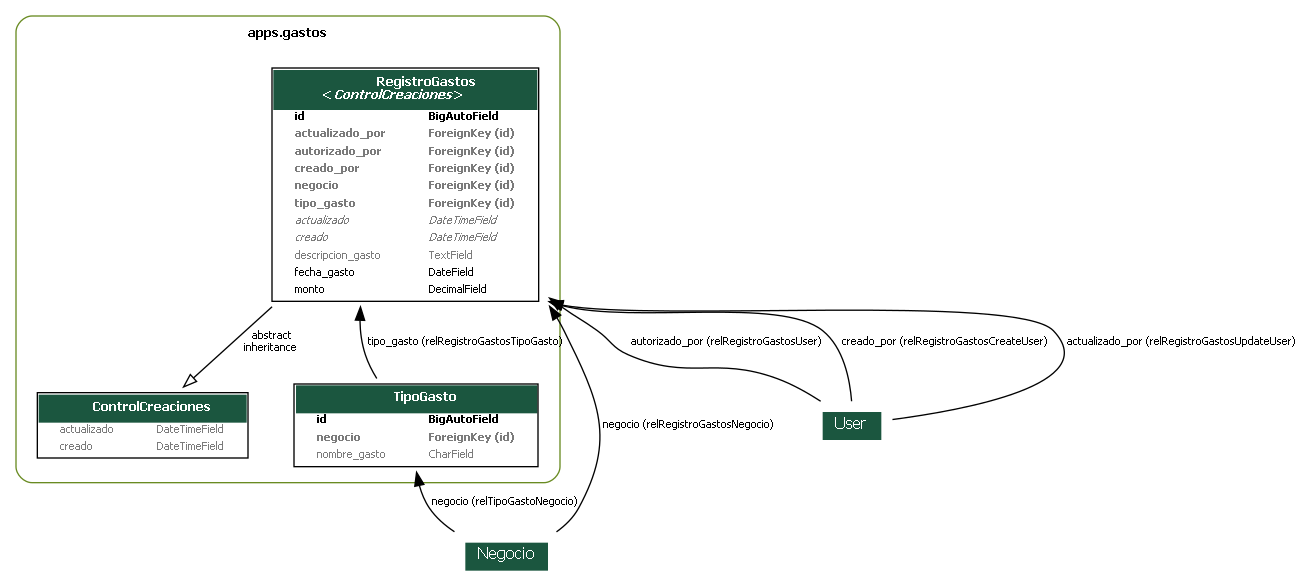 apps.gastos
RegistroGastos
<ControlCreaciones>
id BigAutoField
actualizado_por ForeignKey (id)
autorizado_por ForeignKey (id)
creado_por ForeignKey (id)
negocio ForeignKey (id)
tipo_gasto ForeignKey (id)
actualizado DateTimeField
creado DateTimeField
descripcion_gasto TextField
fecha_gasto DateField
monto DecimalField
abstract
inheritance
tipo_gasto (relRegistroGastosTipoGasto)
autorizado_por (relRegistroGastosUser)
creado_por (relRegistroGastosCreateUser)
actualizado_por (relRegistroGastosUpdateUser)
ControlCreaciones
actualizado DateTimeField
creado DateTimeField
TipoGasto
id BigAutoField
negocio ForeignKey (id)
nombre_gasto CharField
negocio (relRegistroGastosNegocio)
User
negocio (relTipoGastoNegocio)
Negocio